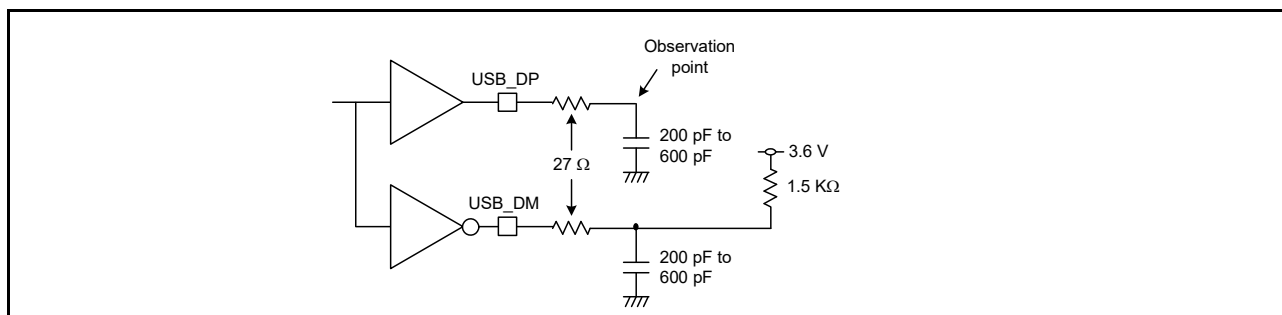 Observation
point
USB_DP
200 pF to
600 pF
3.6 V
27 Ω
1.5 KΩ
USB_DM
200 pF to
600 pF